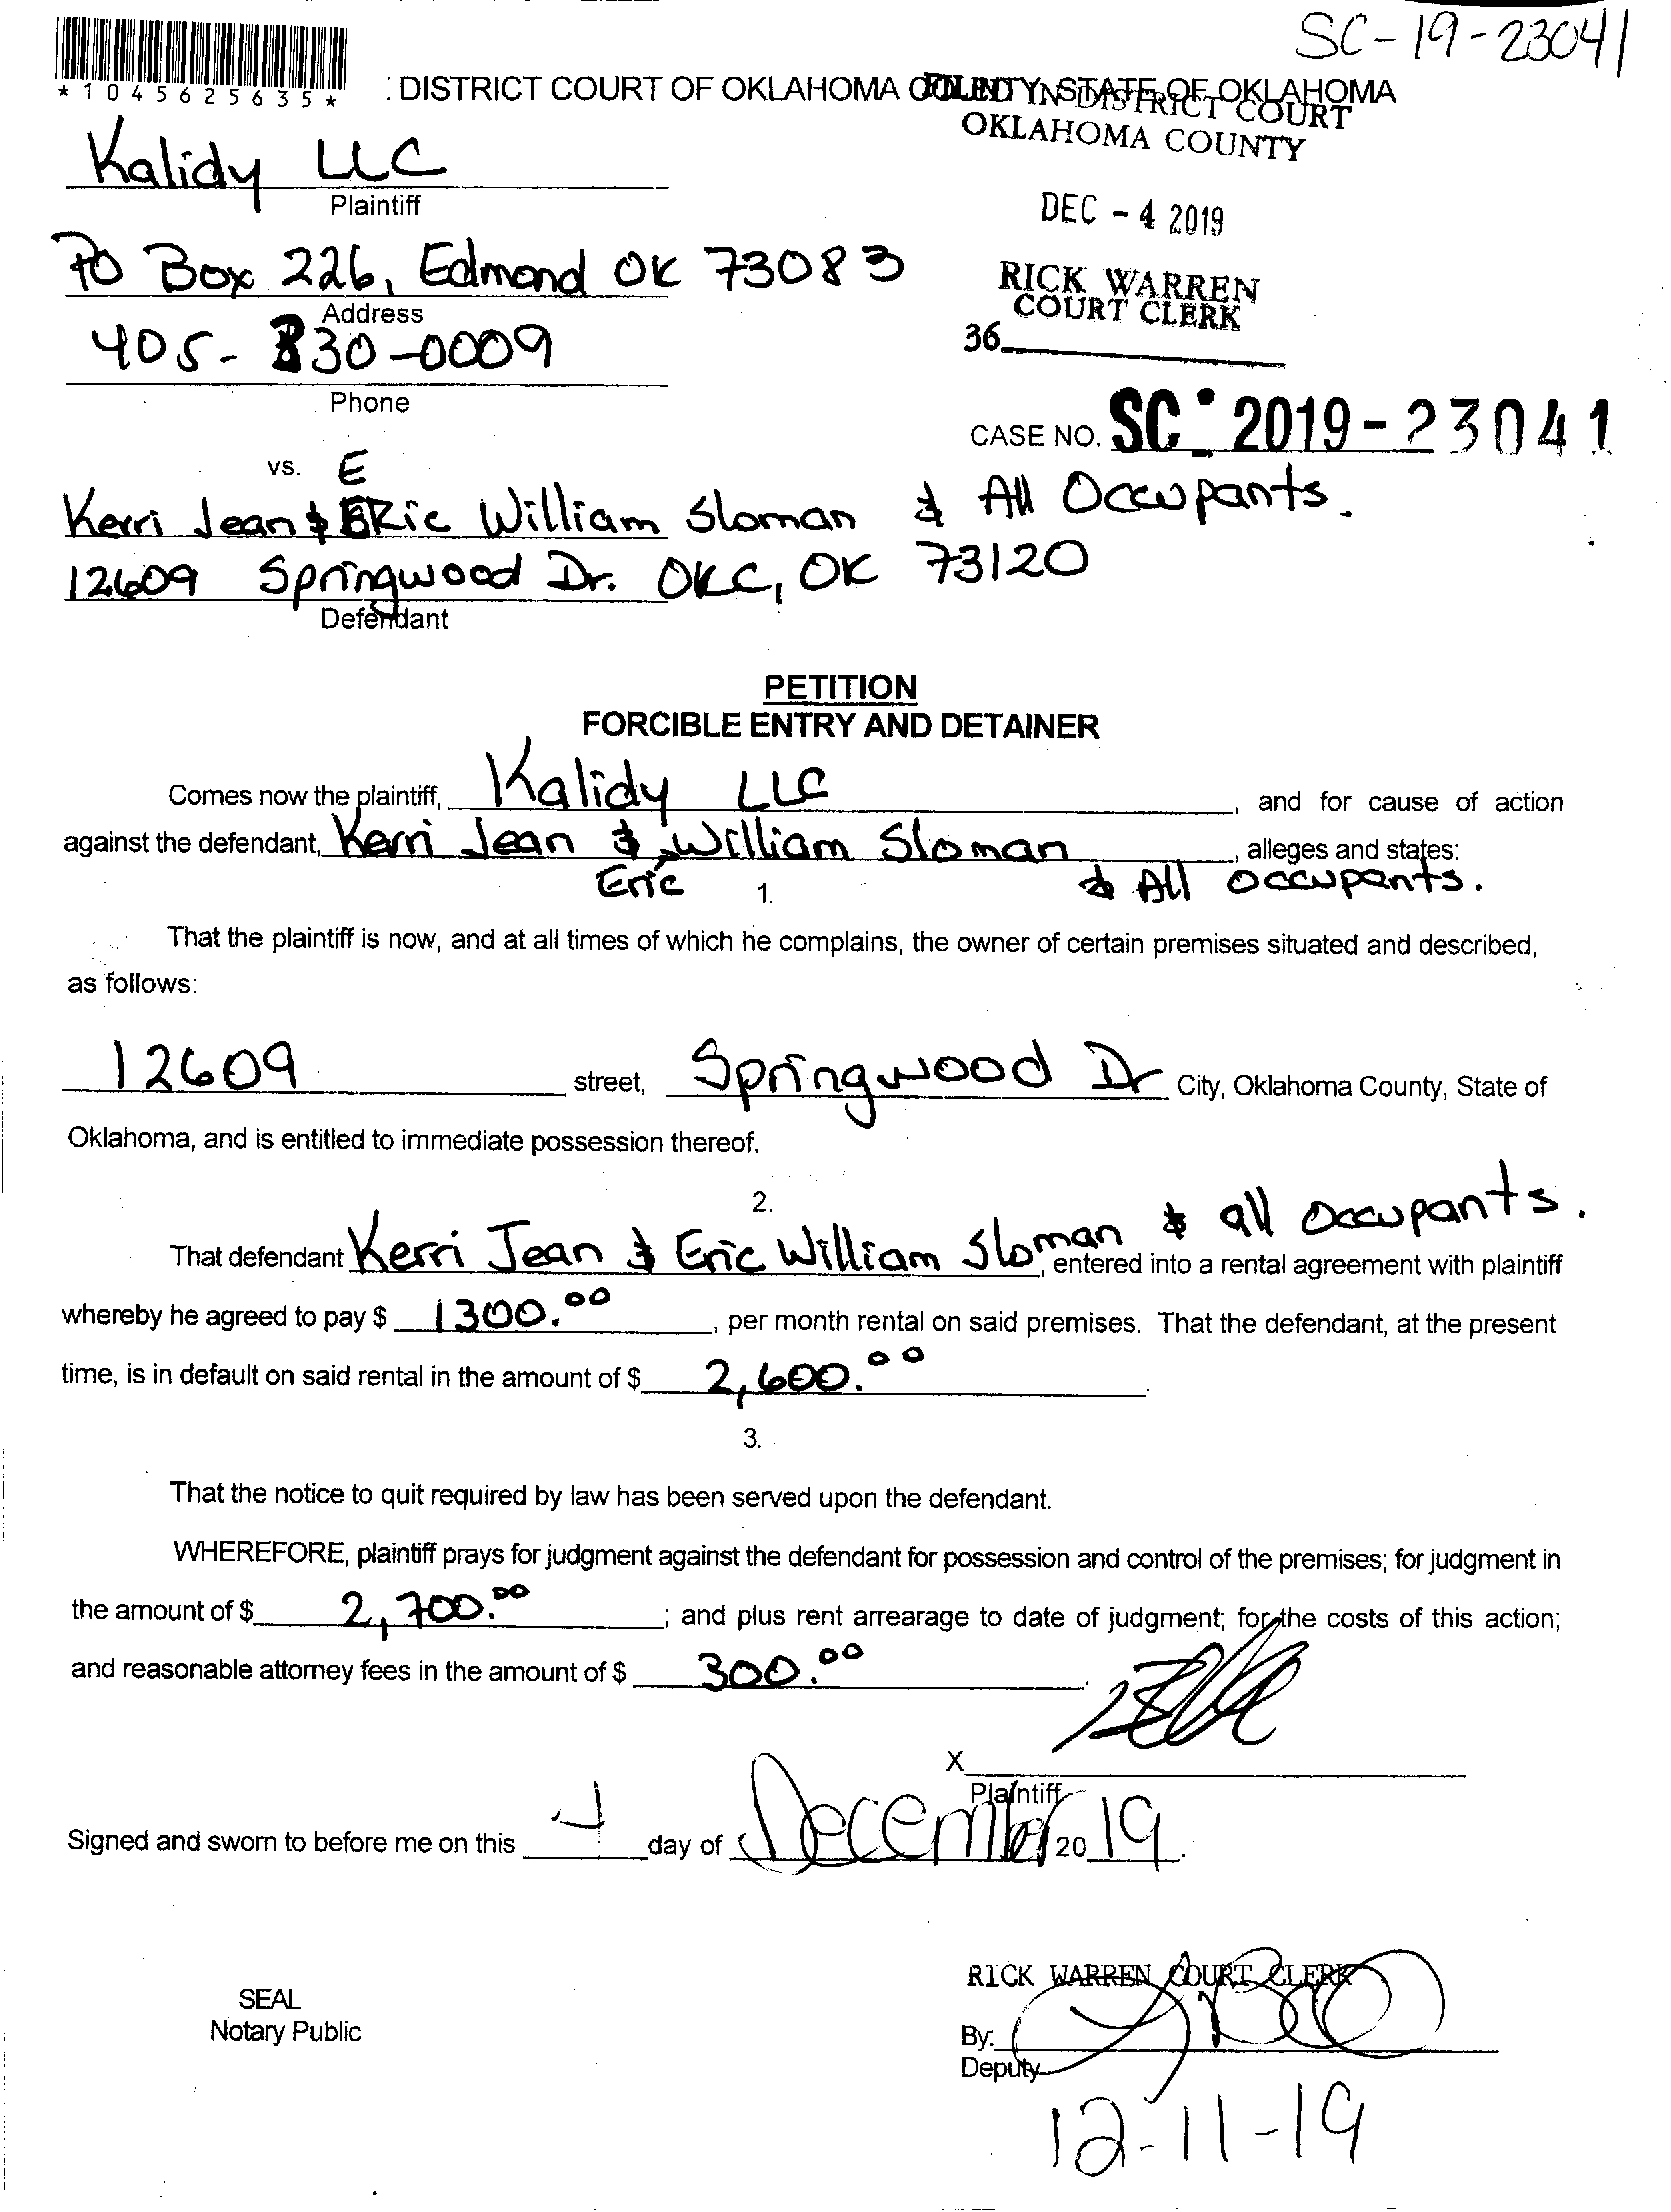 SC-19-23041
*1045625635*
: DISTRICT COURT OF OKLAHOMA COUNTY, STATE OF OKLAHOMA
FILED IN DISTRICT COURT
OKLAHOMA COUNTY
Kalidy LLC
Plaintiff
DEC - 4 2019
PO Box 226, Edmond OK 73083
Address
RICK WARREN
COURT CLERK
405- 830-0009
36
Phone
CASE NO. SC 2019-23041
vs. E
Kerri Jean & ERic William Sloman & All Occupants.
12609 Springwood Dr. OKC, OK 73120
Defendant
PETITION
FORCIBLE ENTRY AND DETAINER
Comes now the plaintiff, Kalidy LLC, and for cause of action
against the defendant, Kerri Jean & William Sloman, alleges and states:
Eric & All occupants.
1.
That the plaintiff is now, and at all times of which he complains, the owner of certain premises situated and described,
as follows:
12609 street, Springwood Dr City, Oklahoma County, State of
Oklahoma, and is entitled to immediate possession thereof.
2.
That defendant Kerri Jean & Eric William Sloman & all occupants., entered into a rental agreement with plaintiff
whereby he agreed to pay $ 1300.00, per month rental on said premises. That the defendant, at the present
time, is in default on said rental in the amount of $ 2,600.00.
3.
That the notice to quit required by law has been served upon the defendant.
WHEREFORE, plaintiff prays for judgment against the defendant for possession and control of the premises; for judgment in
the amount of $ 2,700.00; and plus rent arrearage to date of judgment; for the costs of this action;
and reasonable attorney fees in the amount of $ 300.00.
X
Plaintiff
Signed and sworn to before me on this 4 day of December 20 19.
RICK WARREN COURT CLERK
SEAL
Notary Public
By:
Deputy
12-11-19